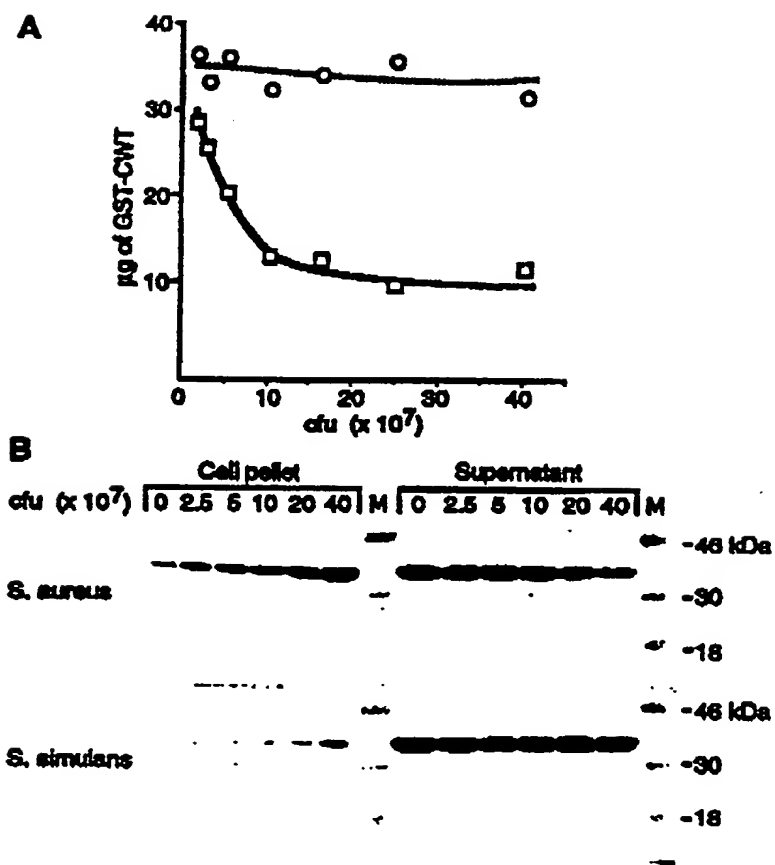 A
40
30
20
10
µg of GST-CWT
0 10 20 30 40
cfu (x 10⁷)
B
Cell pellet Supernatant
cfu (x 10⁷) 0 2.5 5 10 20 40 M 0 2.5 5 10 20 40 M
-46 kDa
S. aureus -30
-18
-46 kDa
S. simulans -30
-18